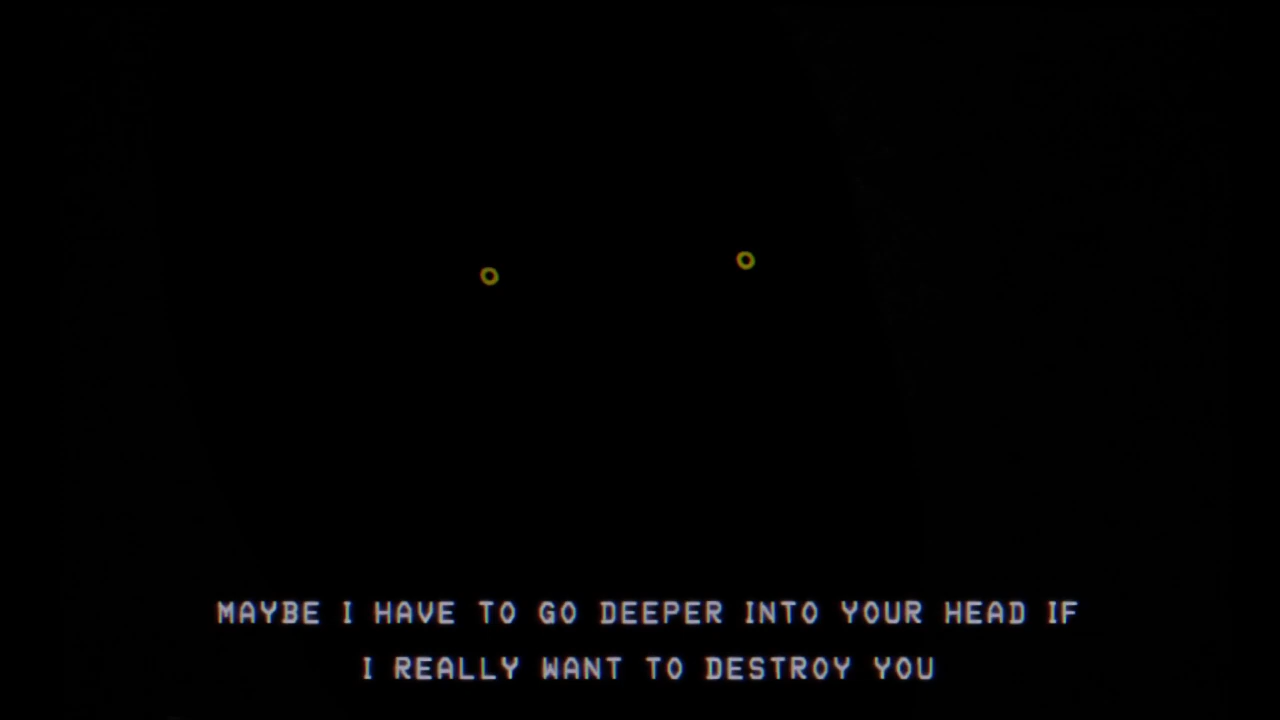 MAYBE I HAVE TO GO DEEPER INTO YOUR HEAD IF
I REALLY WANT TO DESTROY YOU